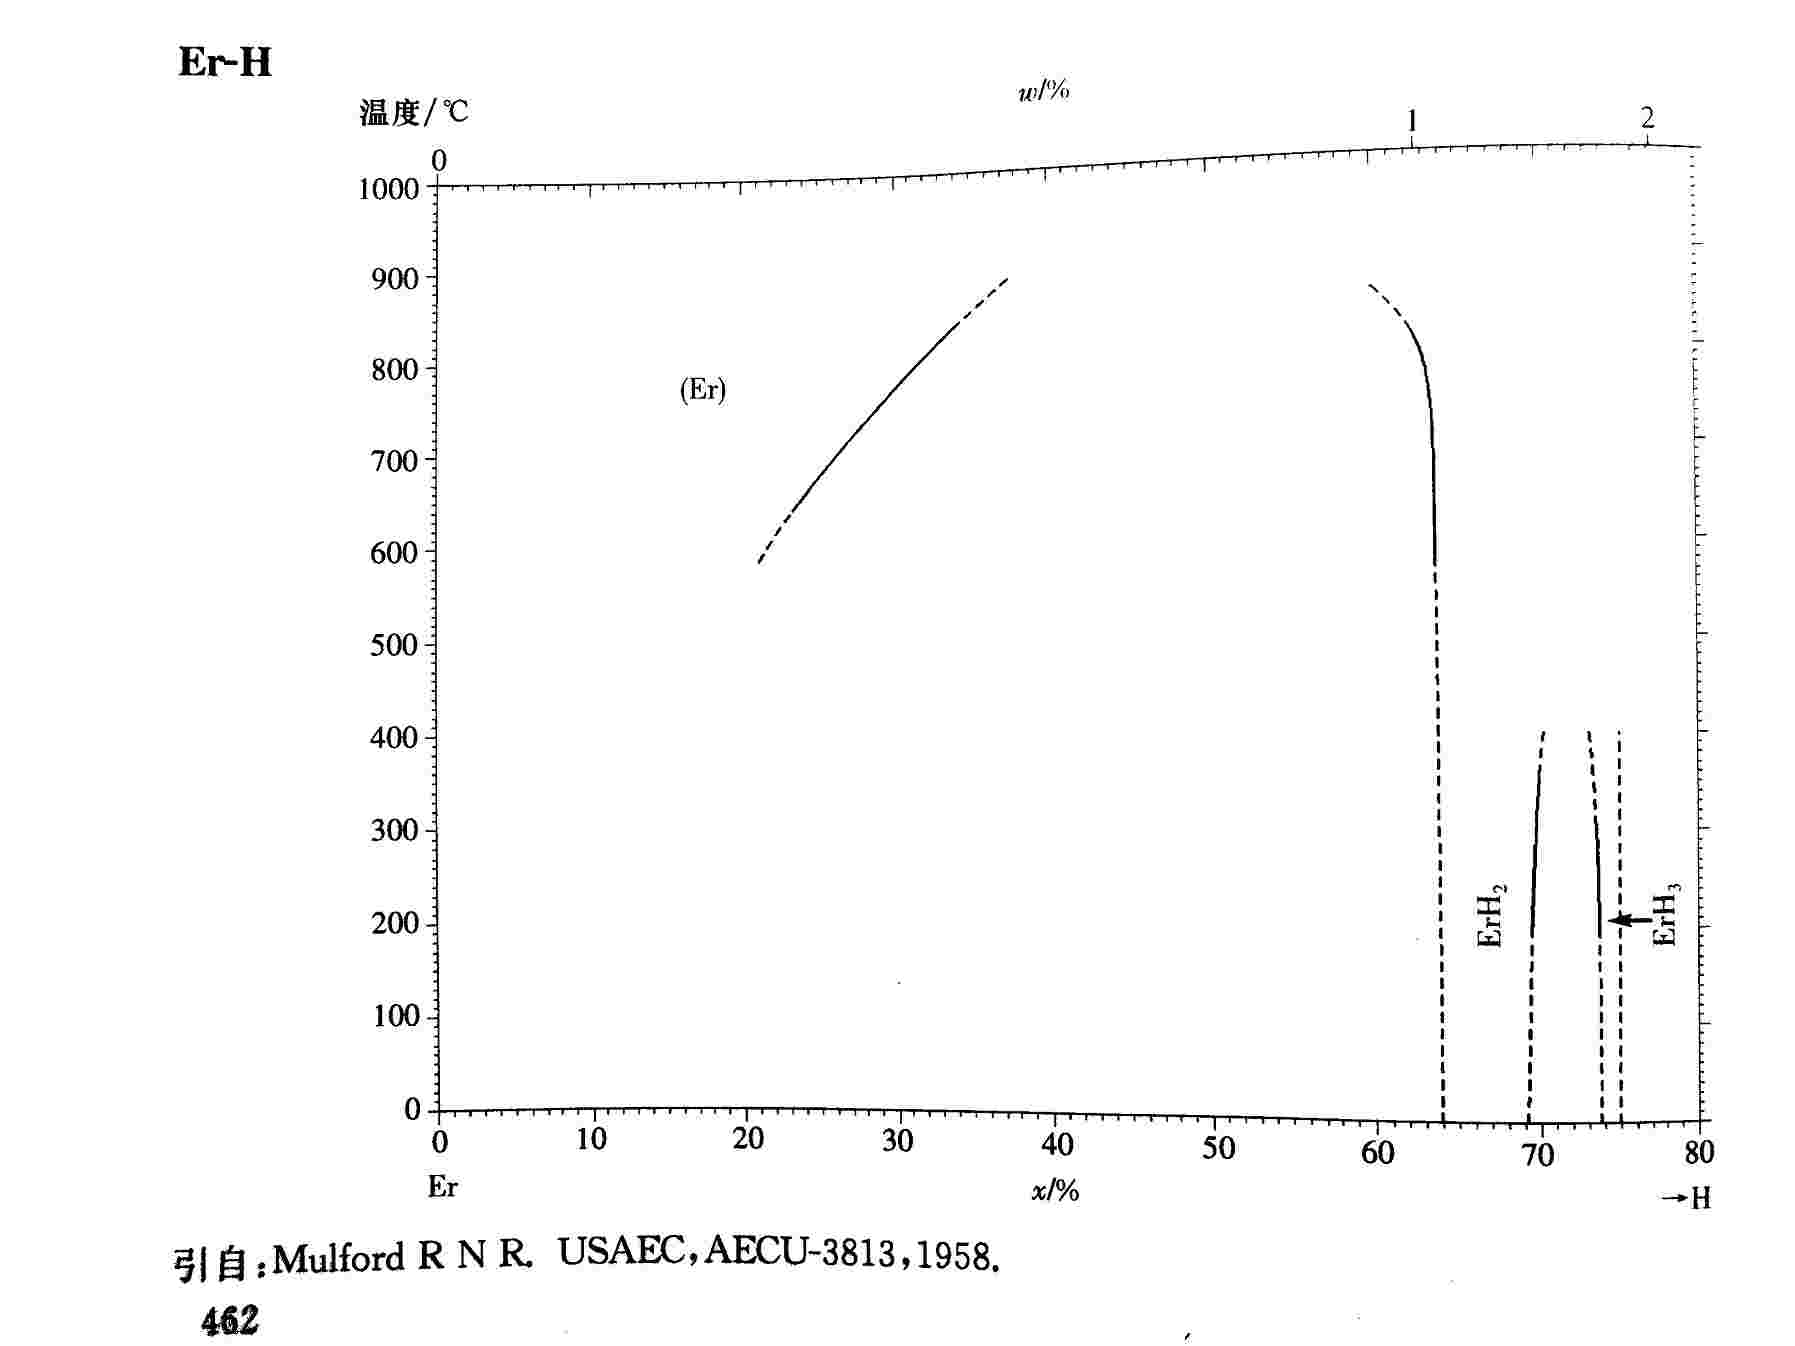 Er-H
温度/℃
w/%
0
1
2
1000
900
800
700
600
500
400
300
200
100
0
(Er)
ErH₂
ErH₃
0 10 20 30 40 50 60 70 80
Er
x/%
→H
引自:Mulford R N R. USAEC,AECU-3813,1958.
462